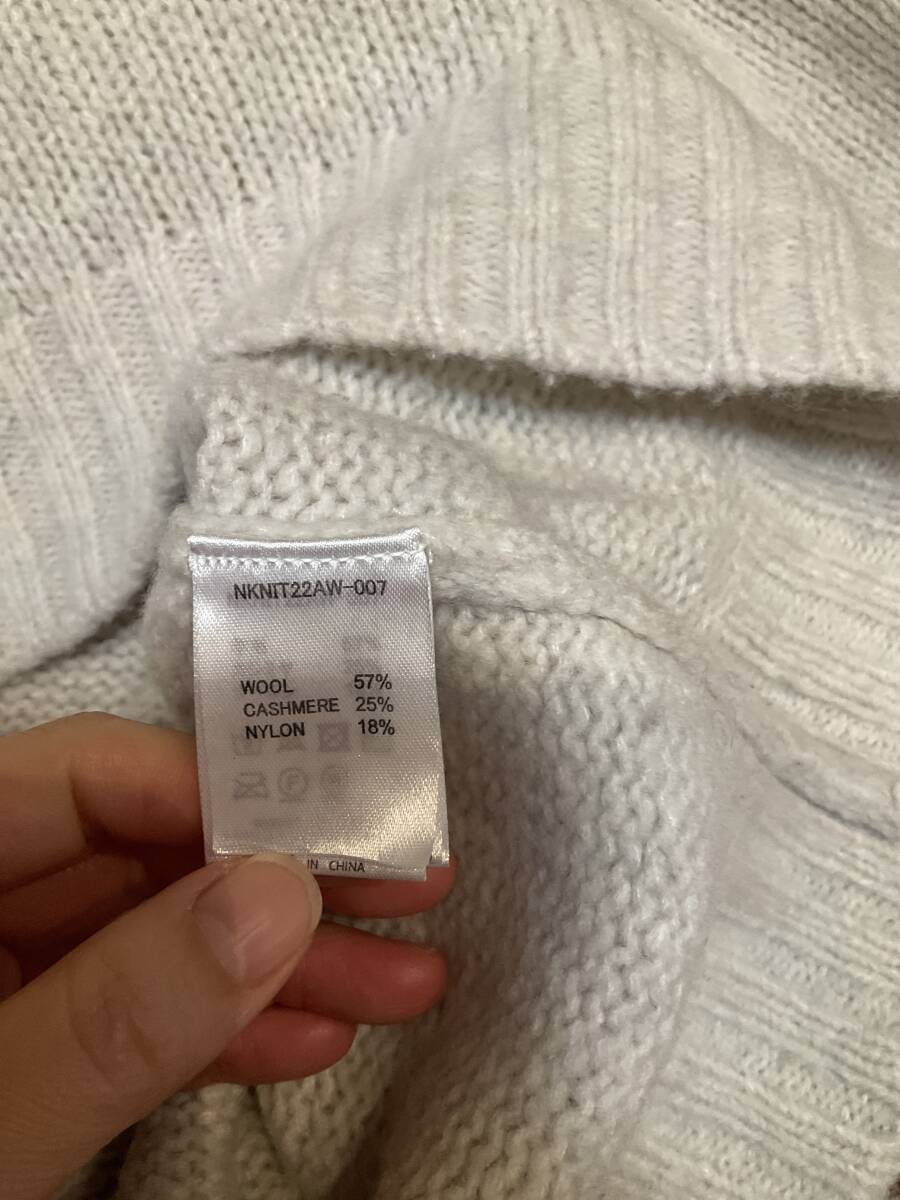 NKNIT22AW-007
WOOL 57%
CASHMERE 25%
NYLON 18%
IN CHINA